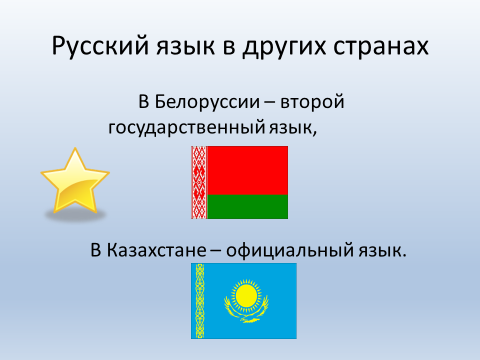 Русский язык в других странах
В Белоруссии – второй
государственный язык,
В Казахстане – официальный язык.